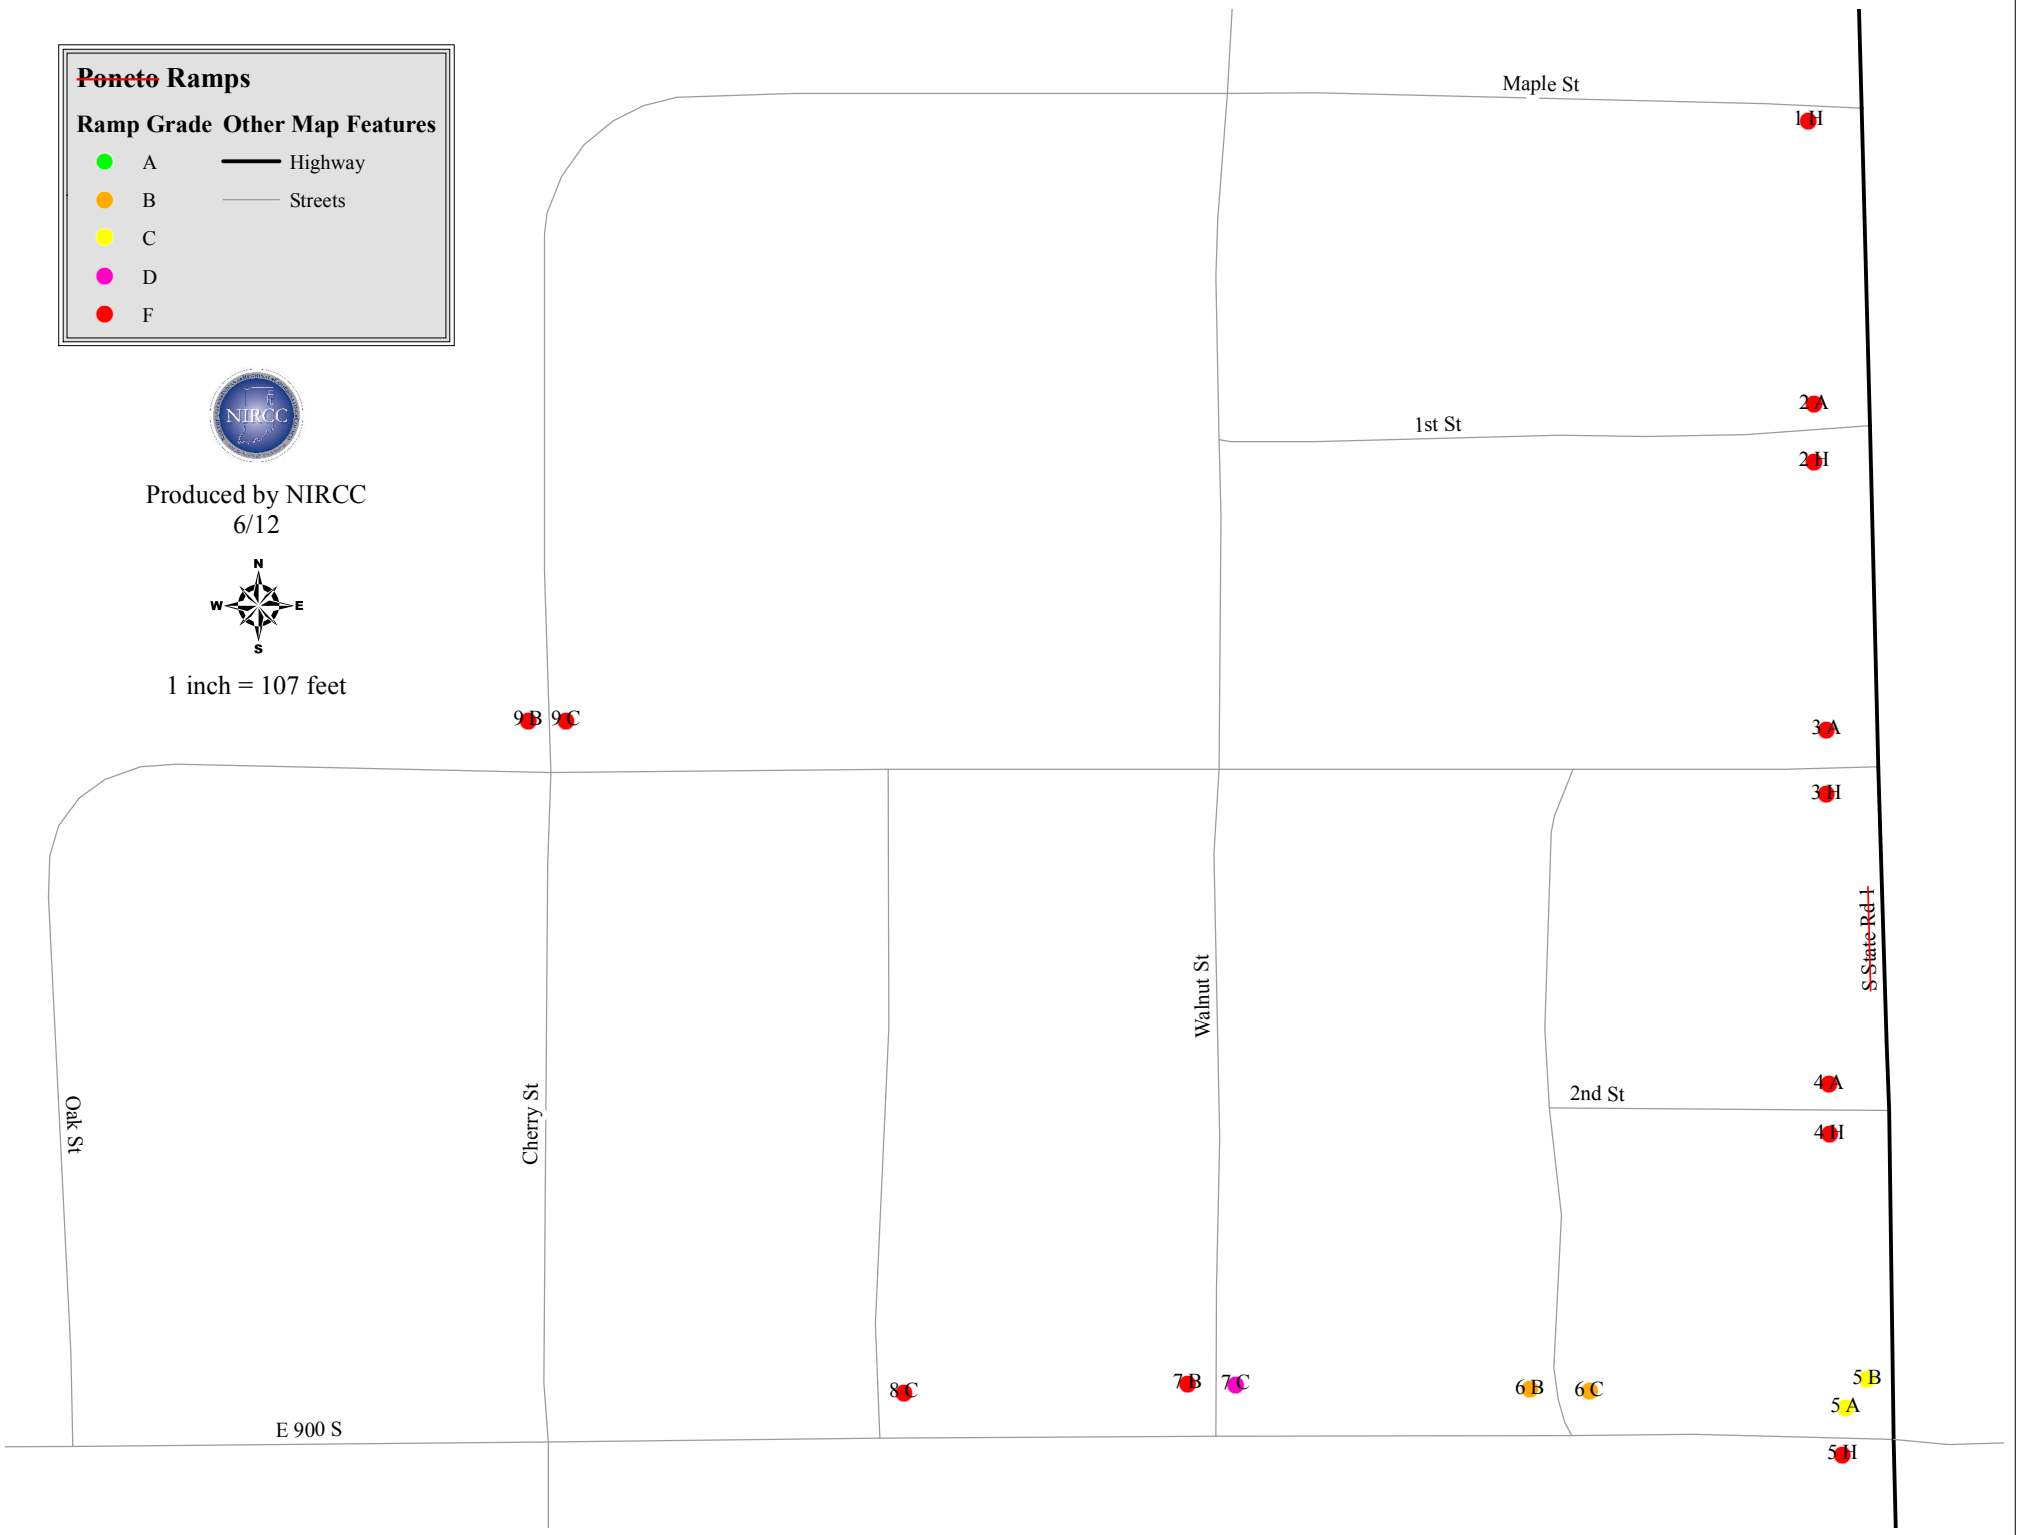 Poneto Ramps
Ramp Grade Other Map Features
A Highway
B Streets
C
D
F
NIRCC
Produced by NIRCC
6/12
N
W E
S
1 inch = 107 feet
Maple St
1 H
2 A
1st St
2 H
9 B 9 C
3 A
3 H
S State Rd 1
Walnut St
Oak St
Cherry St
4 A
2nd St
4 H
8 C
7 B 7 C
6 B 6 C
5 B
5 A
E 900 S
5 H